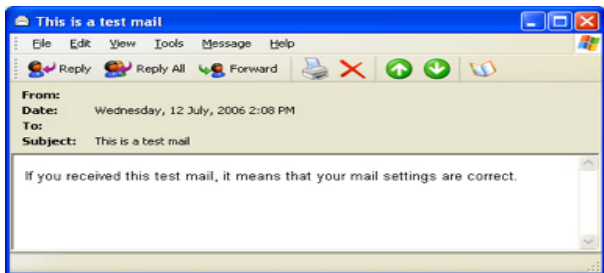 This is a test mail
File Edit View Tools Message Help
Reply Reply All Forward
From:
Date: Wednesday, 12 July, 2006 2:08 PM
To:
Subject: This is a test mail
If you received this test mail, it means that your mail settings are correct.